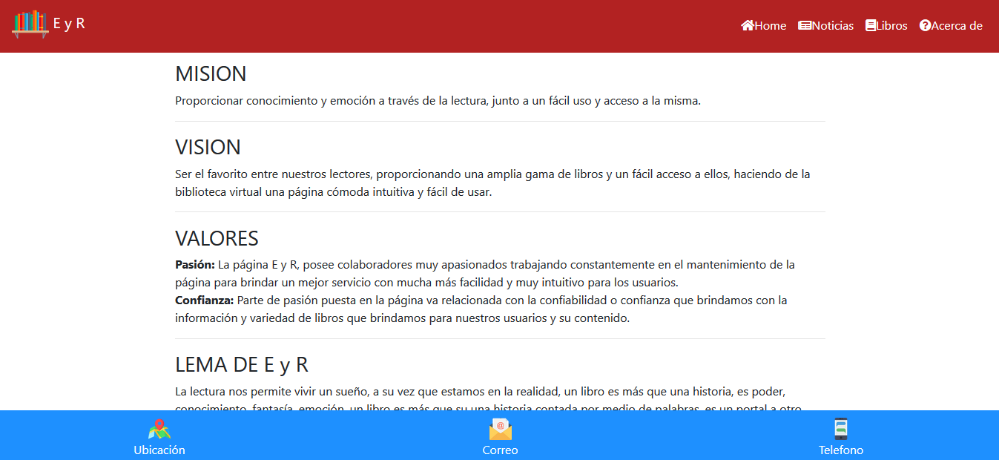 E y R
Home Noticias Libros Acerca de
MISION
Proporcionar conocimiento y emoción a través de la lectura, junto a un fácil uso y acceso a la misma.
VISION
Ser el favorito entre nuestros lectores, proporcionando una amplia gama de libros y un fácil acceso a ellos, haciendo de la
biblioteca virtual una página cómoda intuitiva y fácil de usar.
VALORES
Pasión: La página E y R, posee colaboradores muy apasionados trabajando constantemente en el mantenimiento de la
página para brindar un mejor servicio con mucha más facilidad y muy intuitivo para los usuarios.
Confianza: Parte de pasión puesta en la página va relacionada con la confiabilidad o confianza que brindamos con la
información y variedad de libros que brindamos para nuestros usuarios y su contenido.
LEMA DE E y R
La lectura nos permite vivir un sueño, a su vez que estamos en la realidad, un libro es más que una historia, es poder,
conocimiento, fantasía, emoción, un libro es más que su una historia contada por medio de palabras, es un portal a otro
Ubicación
Correo
Telefono